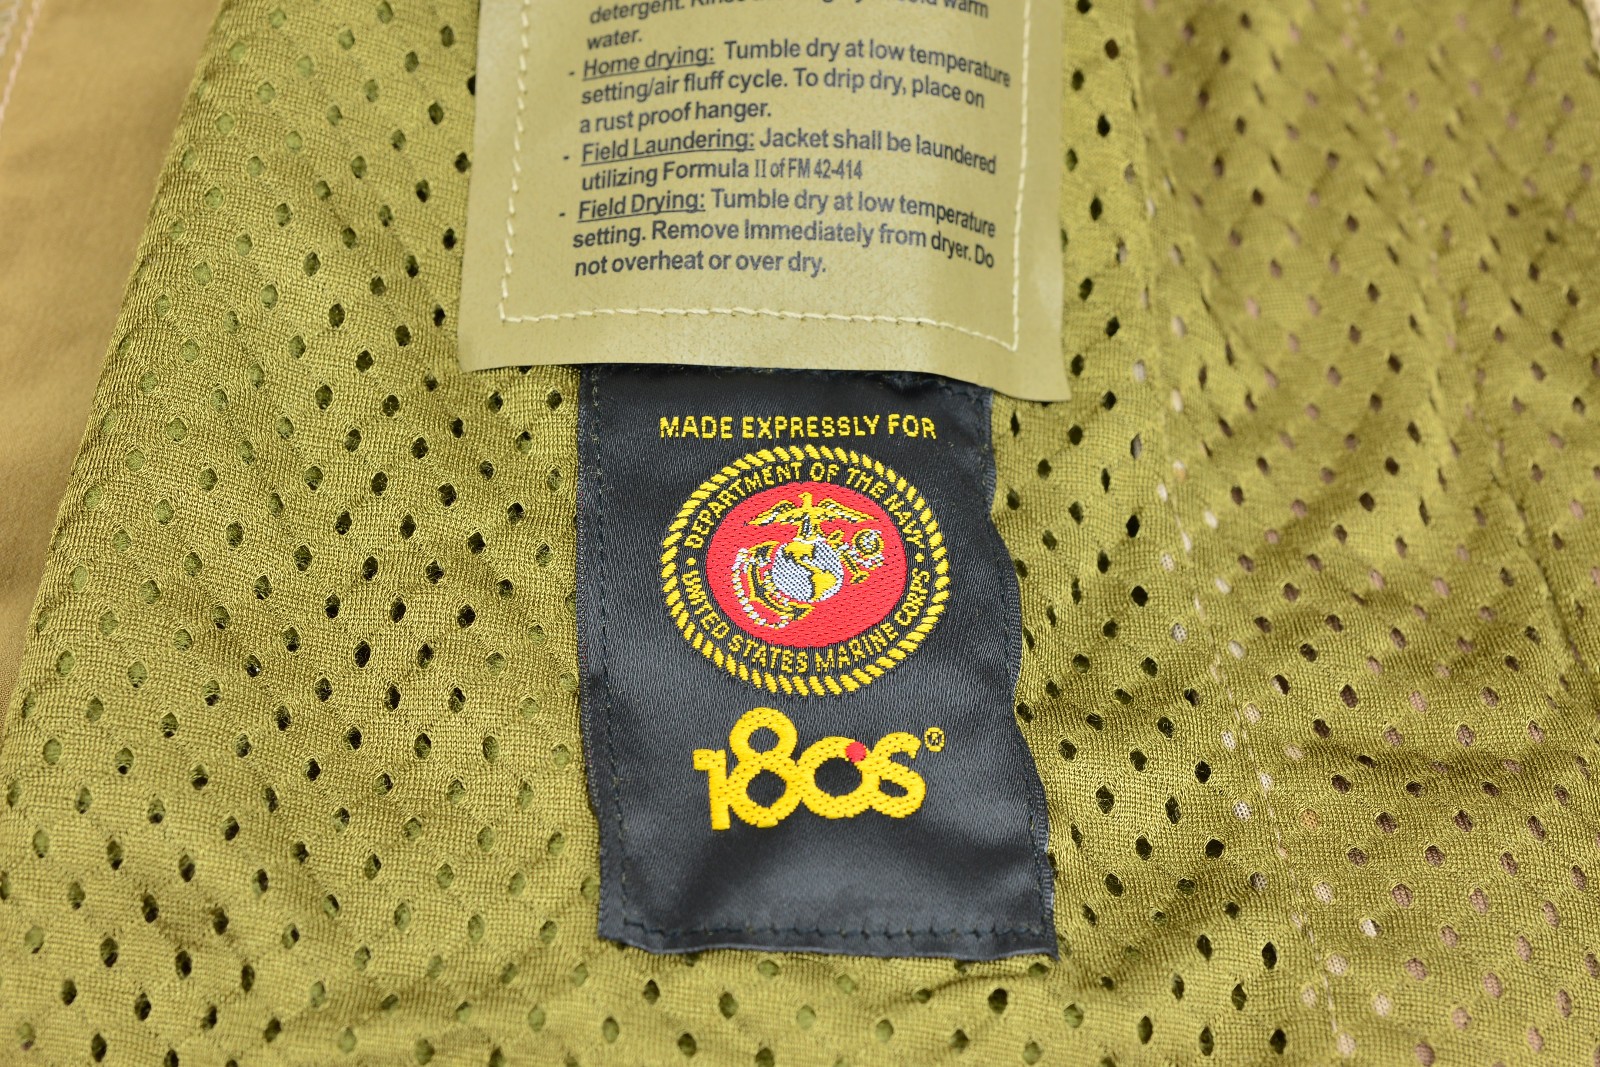 detergent.
water.
- Home drying: Tumble dry at low temperature
setting/air fluff cycle. To drip dry, place on
a rust proof hanger.
- Field Laundering: Jacket shall be laundered
utilizing Formula II of FM 42-414
- Field Drying: Tumble dry at low temperature
setting. Remove Immediately from dryer. Do
not overheat or over dry.
MADE EXPRESSLY FOR
DEPARTMENT OF THE NAVY
• UNITED STATES MARINE CORPS •
180s®